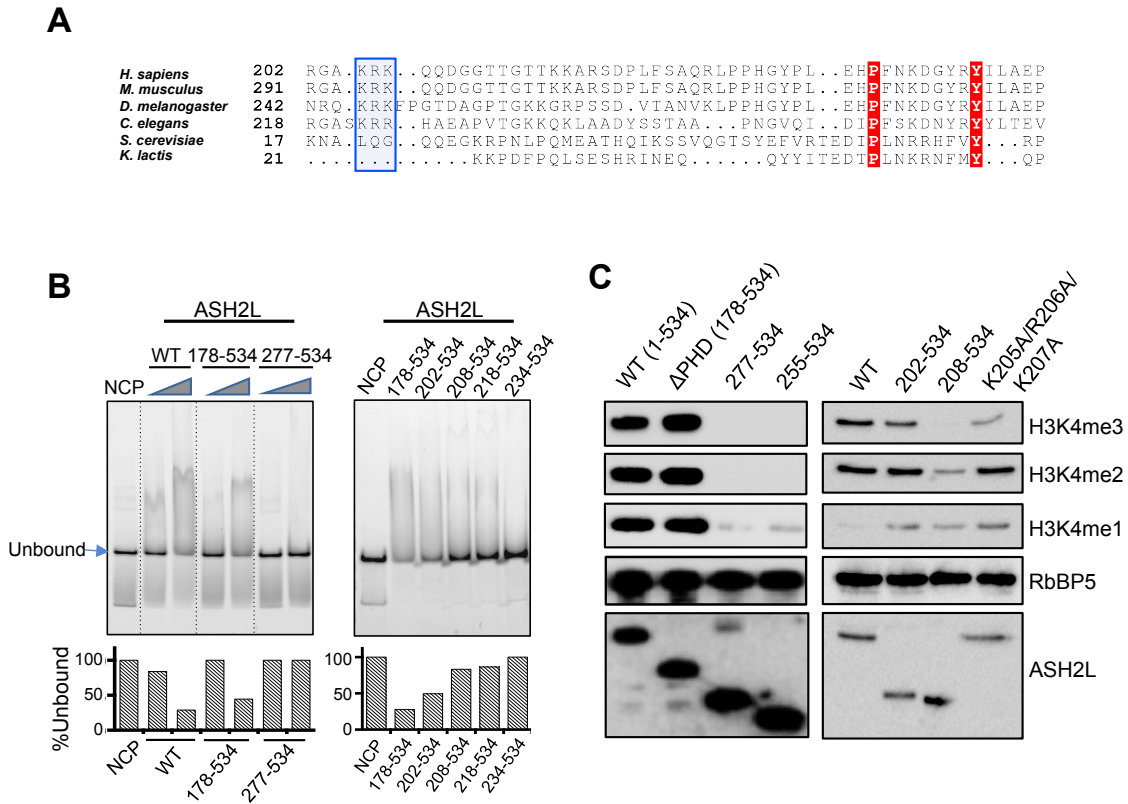 A
H. sapiens 202 RGA.KRK..QQDGGTTGTTKKARSDPLFSAQRLPPHGYPL..EHPFNKDGYRYILAEP
M. musculus 291 RGA.KRK..QQDGGTTGTTKKARSDPLFSAQRLPPHGYPL..EHPFNKDGYRYILAEP
D. melanogaster 242 NRQ.KRKFPGTDAGPTGKKGRPSSD.VTANVKLPPHGYPL..EHPFNKDGYRYILAEP
C. elegans 218 RGASKRR..HAEAPVTGKKQKLAADYSSTAA...PNGVQI..DIPFSKDNYRYYLTEV
S. cerevisiae 17 KNA.LQG..QQEGKRPNLPQMEATHQIKSSVQGTSYEFVRTEDIPLNRRHFVY...RP
K. lactis 21 .............KKPDFPQLSESHRINEQ......QYYITEDTPLNKRNFMY...QP
B
ASH2L
WT 178-534 277-534
NCP
Unbound
%Unbound
100
50
0
NCP
WT
178-534
277-534
ASH2L
NCP
178-534
202-534
208-534
218-534
234-534
100
50
0
NCP
178-534
202-534
208-534
218-534
234-534
C
WT (1-534)
ΔPHD (178-534)
277-534
255-534
WT
202-534
208-534
K205A/R206A/
K207A
H3K4me3
H3K4me2
H3K4me1
RbBP5
ASH2L